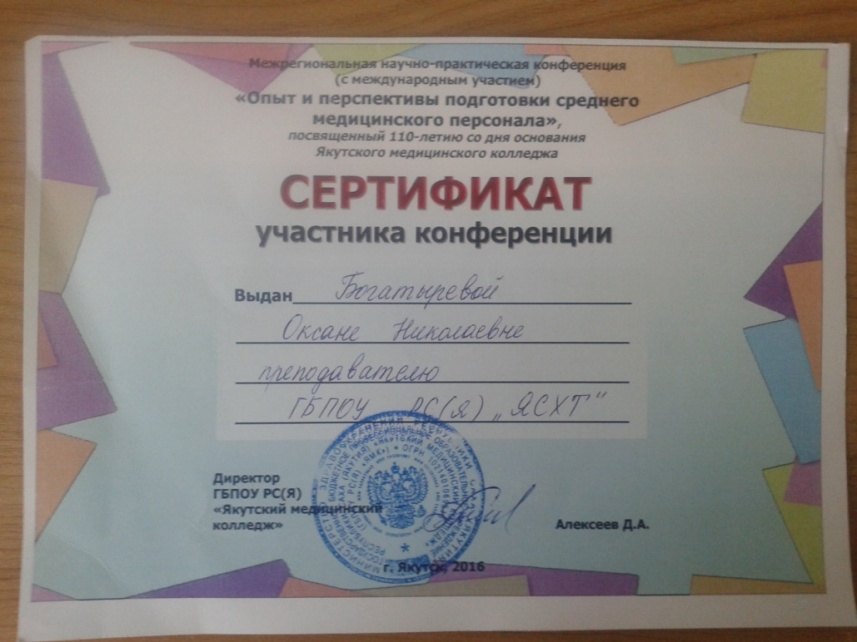 Межрегиональная научно-практическая конференция
(с международным участием)
«Опыт и перспективы подготовки среднего
медицинского персонала»,
посвященный 110-летию со дня основания
Якутского медицинского колледжа
СЕРТИФИКАТ
участника конференции
Выдан Богатыревой
Оксане Николаевне
преподавателю
ГБПОУ РС(Я) „ЯСХТ"
Директор
ГБПОУ РС(Я)
«Якутский медицинский
колледж»
Алексеев Д.А.
г. Якутск, 2016